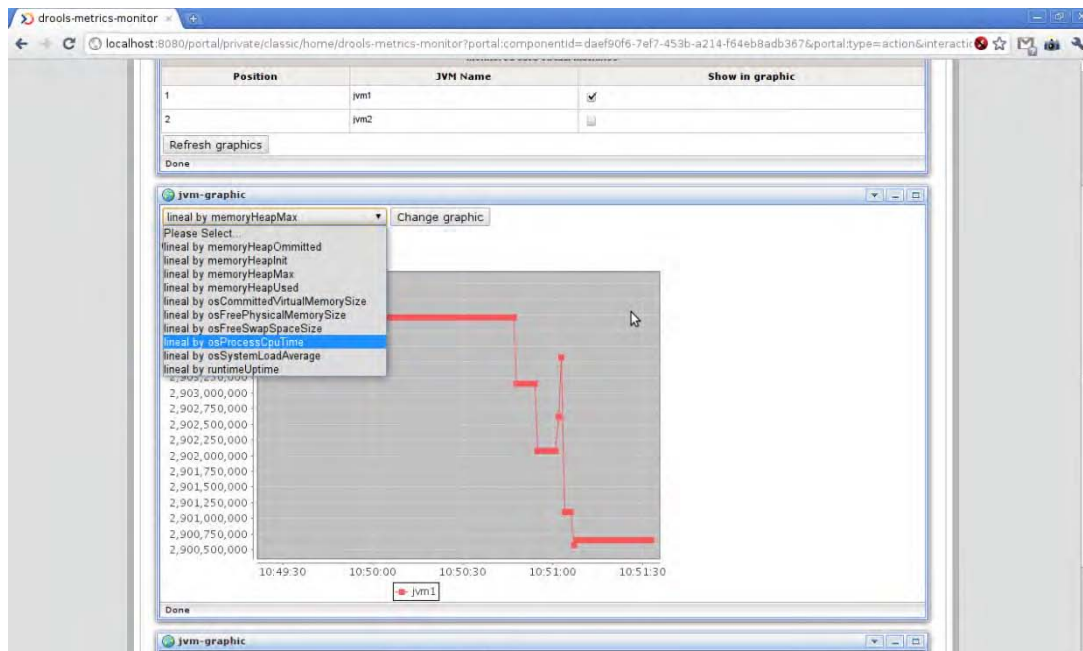 drools-metrics-monitor
localhost:8080/portal/private/classic/home/drools-metrics-monitor?portal:componentId=daef90f6-7ef7-453b-a214-f64eb8adb367&portal:type=action&interactic
Position JVM Name Show in graphic
1 jvm1
2 jvm2
Refresh graphics
Done
jvm-graphic
lineal by memoryHeapMax Change graphic
Please Select...
lineal by memoryHeapOmmitted
lineal by memoryHeapInit
lineal by memoryHeapMax
lineal by memoryHeapUsed
lineal by osCommittedVirtualMemorySize
lineal by osFreePhysicalMemorySize
lineal by osFreeSwapSpaceSize
lineal by osProcessCpuTime
lineal by osSystemLoadAverage
lineal by runtimeUptime
2,903,000,000
2,902,750,000
2,902,500,000
2,902,250,000
2,902,000,000
2,901,750,000
2,901,500,000
2,901,250,000
2,901,000,000
2,900,750,000
2,900,500,000
10:49:30 10:50:00 10:50:30 10:51:00 10:51:30
jvm1
Done
jvm-graphic